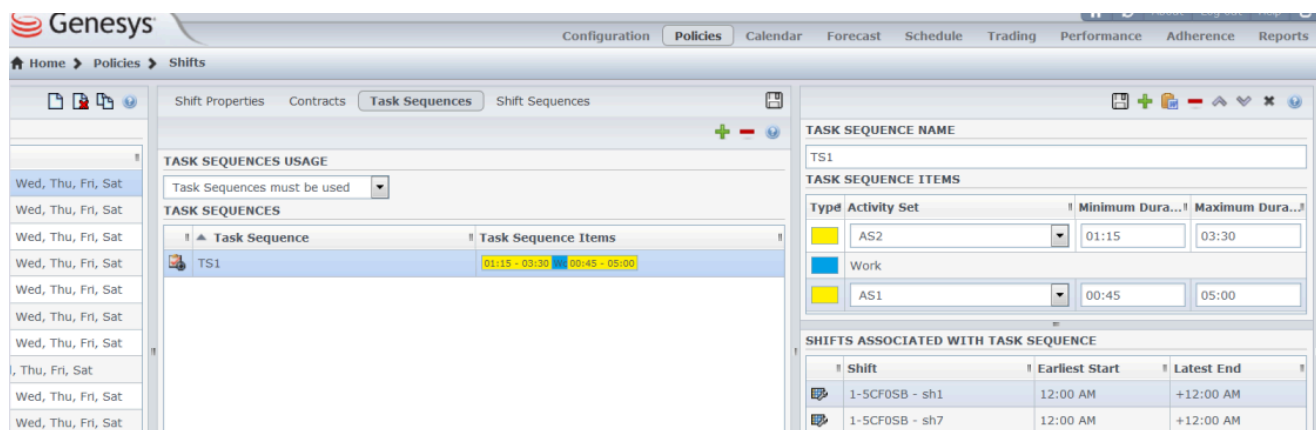 Genesys
About Log out Help
Configuration Policies Calendar Forecast Schedule Trading Performance Adherence Reports
Home Policies Shifts
Shift Properties Contracts Task Sequences Shift Sequences
TASK SEQUENCES USAGE
Task Sequences must be used
TASK SEQUENCES
Task Sequence Task Sequence Items
TS1 01:15 - 03:30 00:45 - 05:00
Wed, Thu, Fri, Sat
Wed, Thu, Fri, Sat
Wed, Thu, Fri, Sat
Wed, Thu, Fri, Sat
Wed, Thu, Fri, Sat
Wed, Thu, Fri, Sat
Wed, Thu, Fri, Sat
, Thu, Fri, Sat
Wed, Thu, Fri, Sat
Wed, Thu, Fri, Sat
TASK SEQUENCE NAME
TS1
TASK SEQUENCE ITEMS
Type Activity Set Minimum Dura... Maximum Dura...
AS2 01:15 03:30
Work
AS1 00:45 05:00
SHIFTS ASSOCIATED WITH TASK SEQUENCE
Shift Earliest Start Latest End
1-5CF0SB - sh1 12:00 AM +12:00 AM
1-5CF0SB - sh7 12:00 AM +12:00 AM